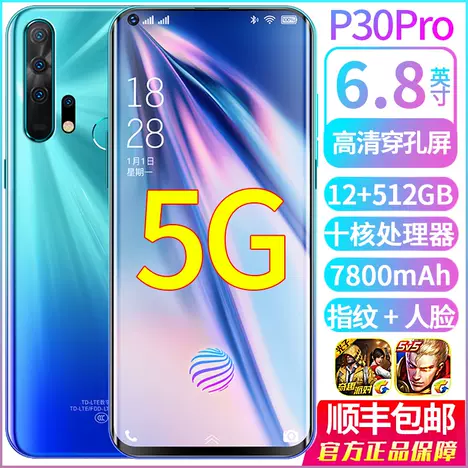 P30Pro
6.8英寸
高清穿孔屏
12+512GB
十核处理器
7800mAh
指纹 + 人脸
5v5
顺丰包邮
官方正品保障
18
28
1月1日
星期一
5G